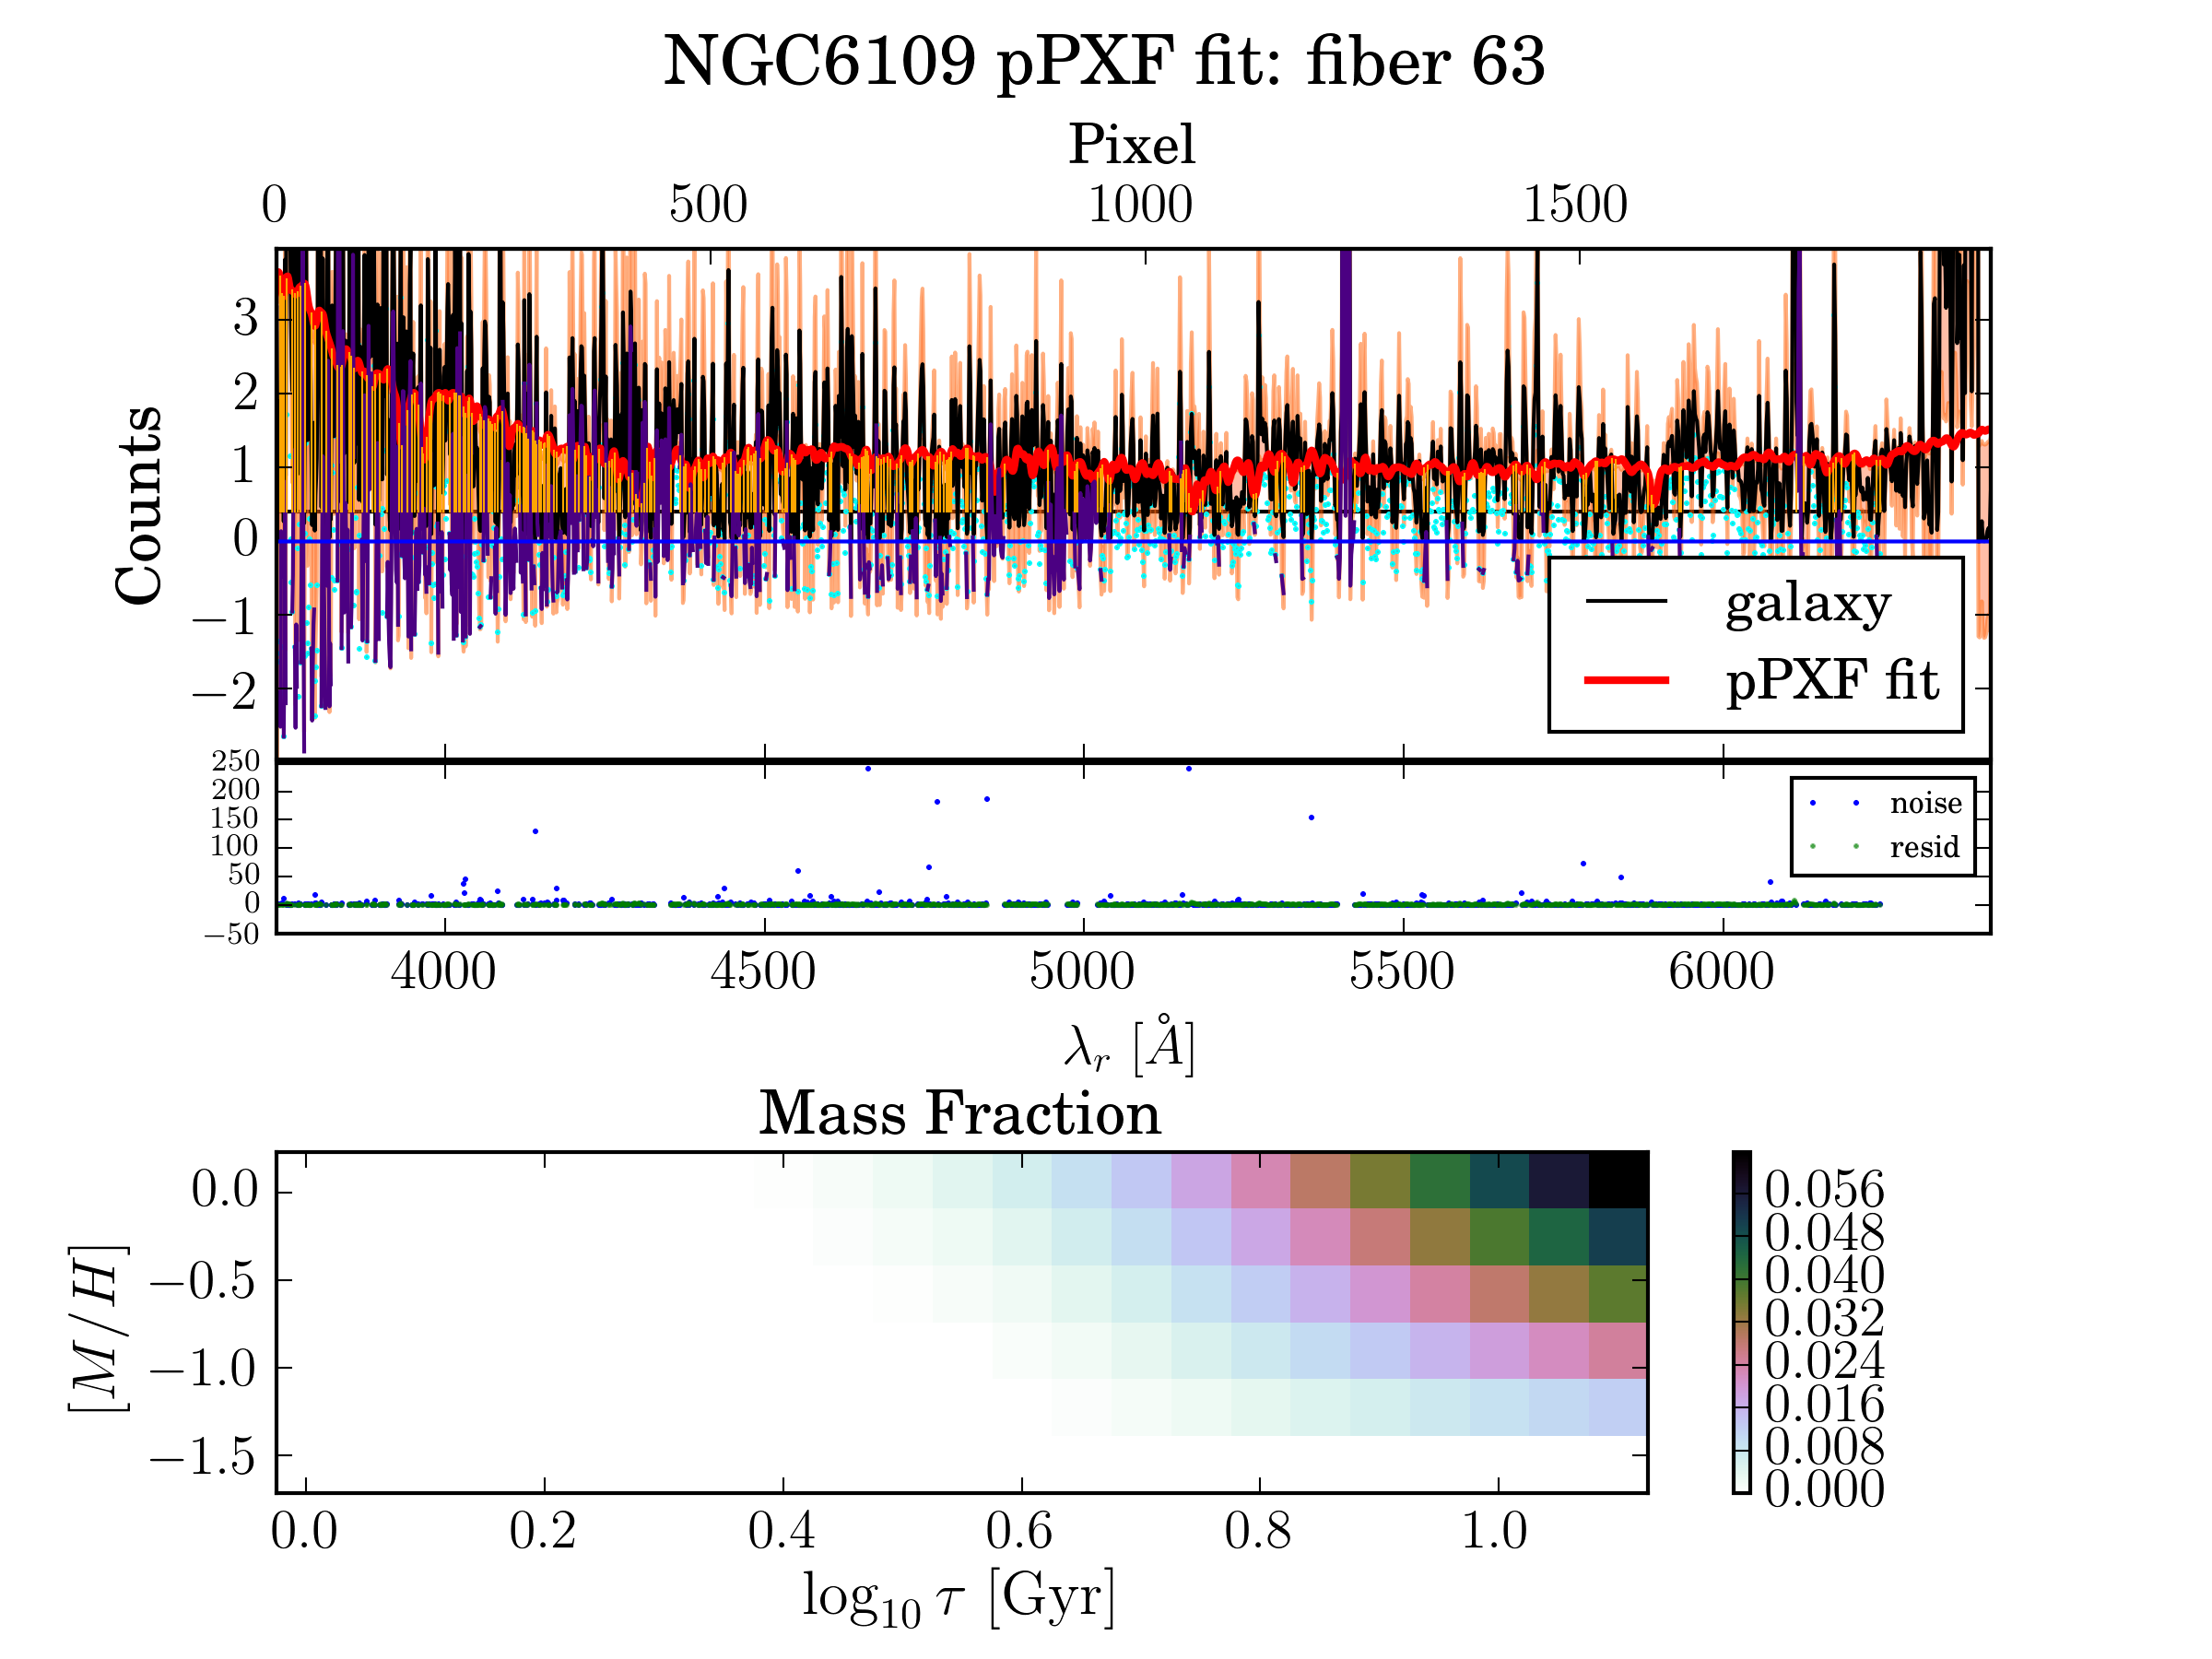 NGC6109 pPXF fit: fiber 63
Pixel
0 500 1000 1500
Counts
3
2
1
0
−1
−2
galaxy
pPXF fit
250
200
150
100
50
0
−50
noise
resid
4000 4500 5000 5500 6000
λr [Å]
Mass Fraction
[M/H]
0.0
−0.5
−1.0
−1.5
0.056
0.048
0.040
0.032
0.024
0.016
0.008
0.000
0.0 0.2 0.4 0.6 0.8 1.0
log10 τ [Gyr]